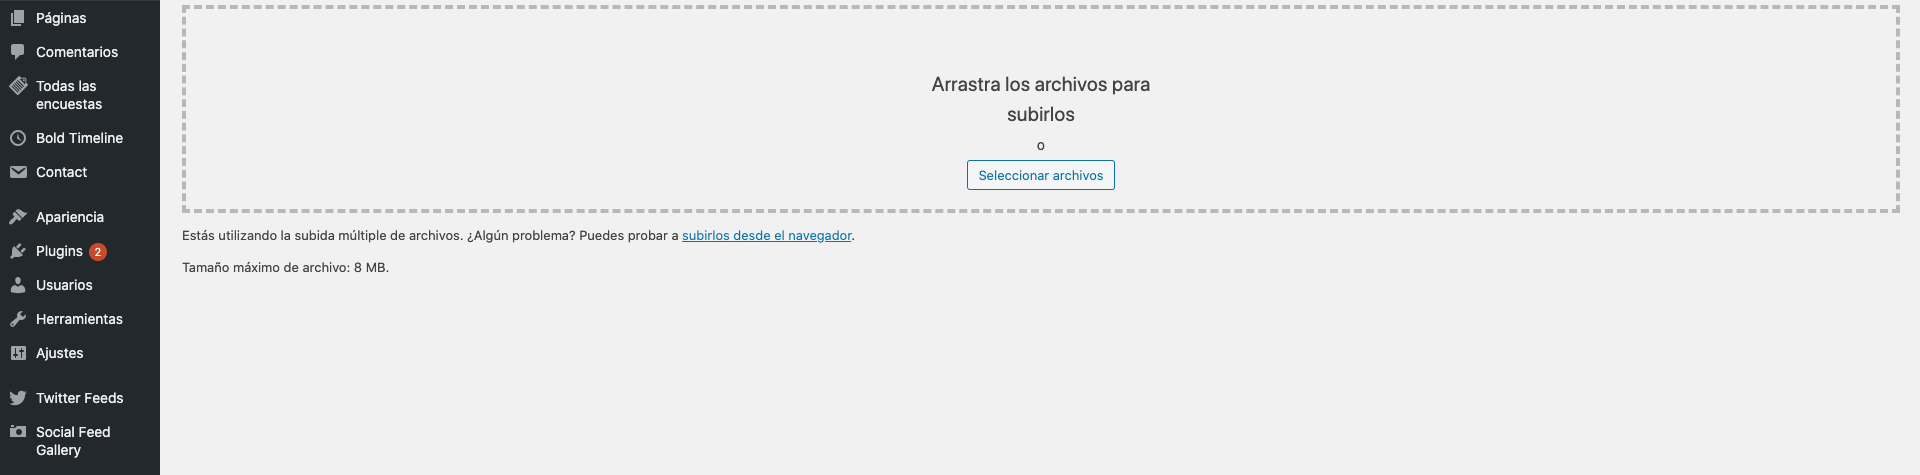 Páginas
Comentarios
Todas las
encuestas
Bold Timeline
Contact
Apariencia
Plugins 2
Usuarios
Herramientas
Ajustes
Twitter Feeds
Social Feed
Gallery
Arrastra los archivos para
subirlos
o
Seleccionar archivos
Estás utilizando la subida múltiple de archivos. ¿Algún problema? Puedes probar a subirlos desde el navegador.
Tamaño máximo de archivo: 8 MB.